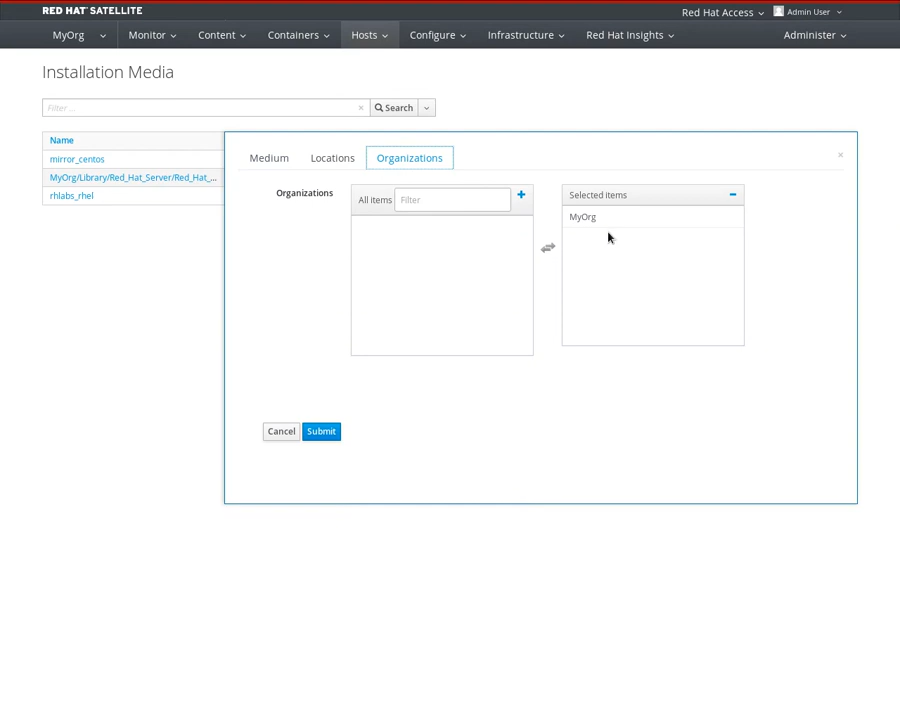 RED HAT SATELLITE
Red Hat Access
Admin User
MyOrg
Monitor
Content
Containers
Hosts
Configure
Infrastructure
Red Hat Insights
Administer
Installation Media
Filter ...
×
Search
Name
mirror_centos
MyOrg/Library/Red_Hat_Server/Red_Hat_...
rhlabs_rhel
Medium
Locations
Organizations
×
Organizations
All items
Filter
+
Selected items
−
MyOrg
Cancel
Submit